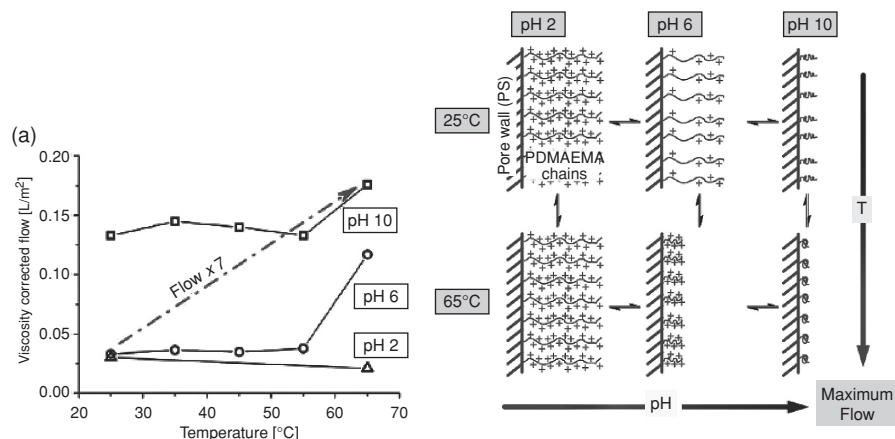 (a)
Viscosity corrected flow [L/m²]
0.20
0.15
0.10
0.05
0.00
20
30
40
50
60
70
Temperature [°C]
Flow x 7
pH 10
pH 6
pH 2
pH 2
pH 6
pH 10
25°C
Pore wall (PS)
PDMAEMA
chains
65°C
T
pH
Maximum
Flow